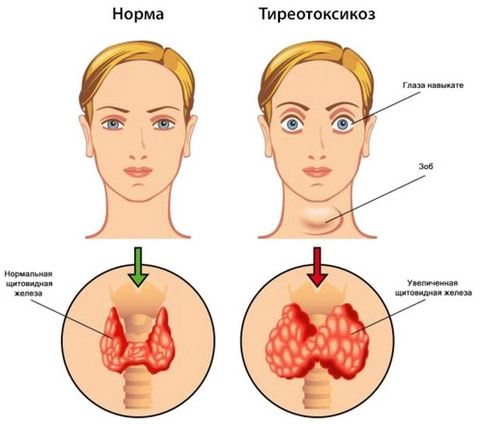 Норма
Тиреотоксикоз
Глаза навыкате
Зоб
Нормальная
щитовидная
железа
Увеличенная
щитовидная железа